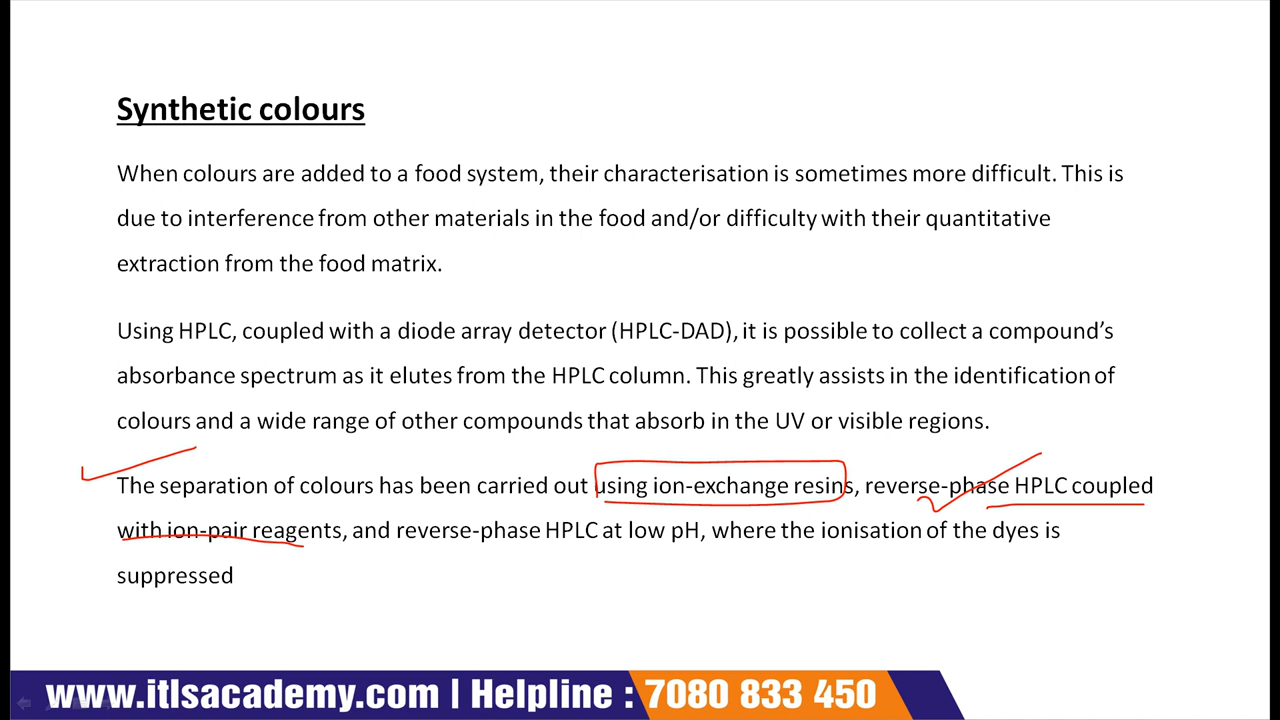 Synthetic colours
When colours are added to a food system, their characterisation is sometimes more difficult. This is
due to interference from other materials in the food and/or difficulty with their quantitative
extraction from the food matrix.
Using HPLC, coupled with a diode array detector (HPLC-DAD), it is possible to collect a compound's
absorbance spectrum as it elutes from the HPLC column. This greatly assists in the identification of
colours and a wide range of other compounds that absorb in the UV or visible regions.
The separation of colours has been carried out using ion-exchange resins, reverse-phase HPLC coupled
with ion-pair reagents, and reverse-phase HPLC at low pH, where the ionisation of the dyes is
suppressed
www.itlsacademy.com | Helpline : 7080 833 450